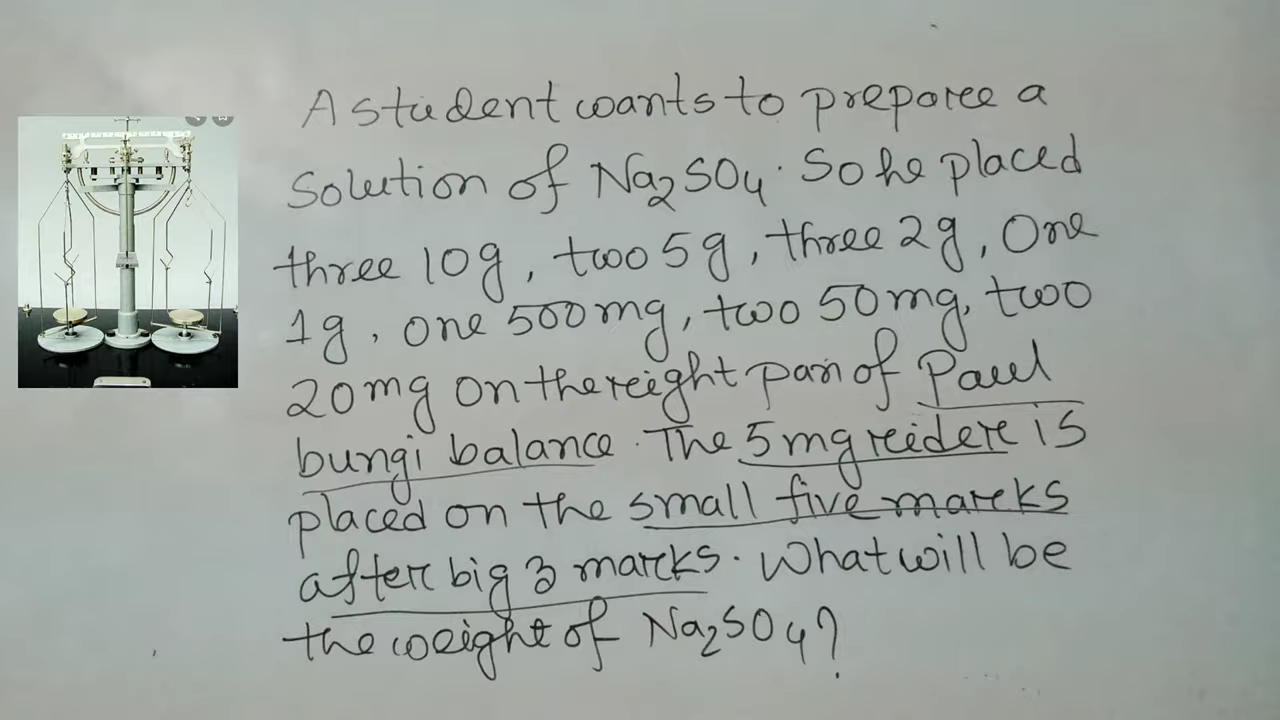 A student wants to prepare a
Solution of Na₂SO₄. So he placed
three 10g, two 5g, three 2g, One
1g, one 500mg, two 50mg, two
20mg on the reight pan of Paul
bungi balance. The 5mg reider is
placed on the small five marks
after big 3 marks. What will be
the weight of Na₂SO₄?